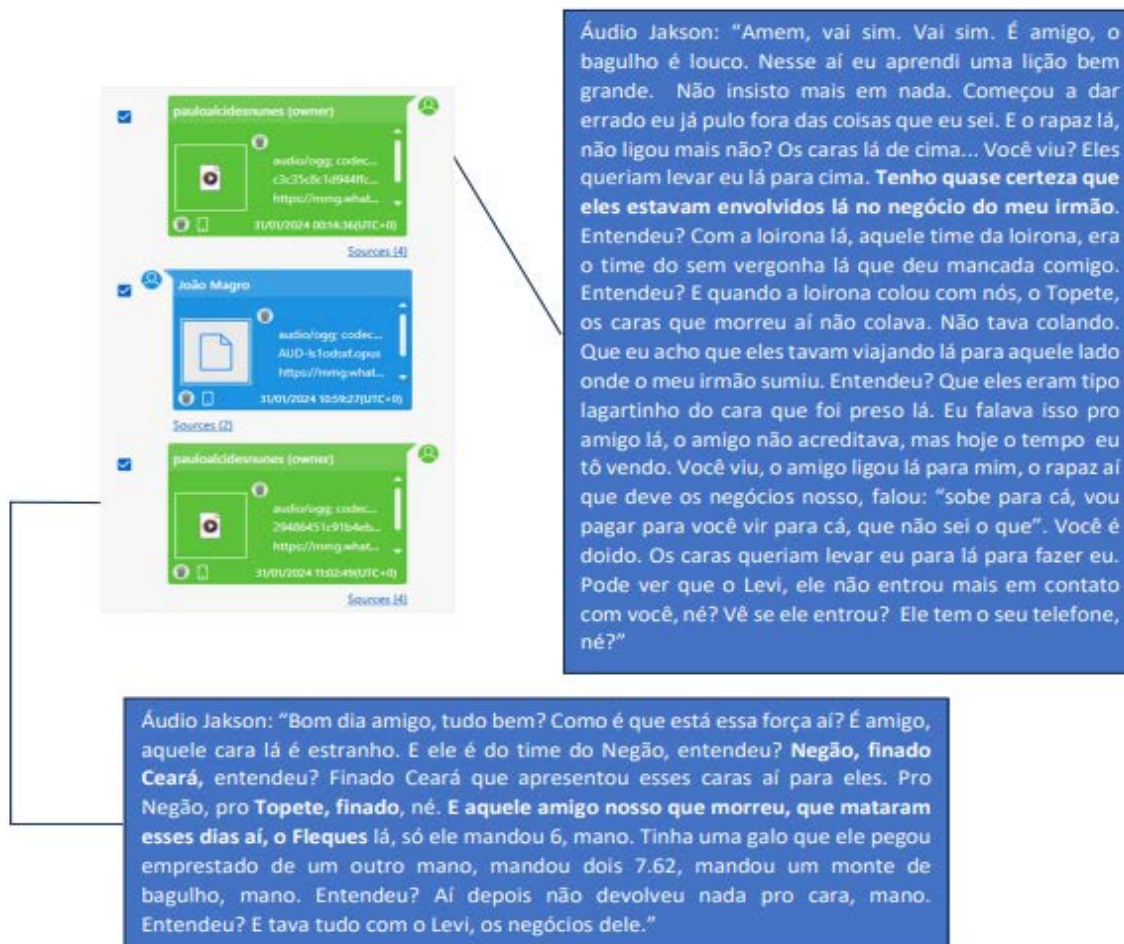 pauloalcidesnunes (owner)
audio/ogg; codec...
c3c35c8c1d944ffc...
https://mmg.what...
31/01/2024 00:14:36(UTC+0)
Sources (4)
João Magro
audio/ogg; codec...
AUD-ls1odsaf.opus
https://mmg.what...
31/01/2024 10:59:27(UTC+0)
Sources (2)
pauloalcidesnunes (owner)
audio/ogg; codec...
29486451c91b4eb...
https://mmg.what...
31/01/2024 11:02:49(UTC+0)
Sources (4)
Áudio Jakson: “Amem, vai sim. Vai sim. É amigo, o
bagulho é louco. Nesse aí eu aprendi uma lição bem
grande. Não insisto mais em nada. Começou a dar
errado eu já pulo fora das coisas que eu sei. E o rapaz lá,
não ligou mais não? Os caras lá de cima... Você viu? Eles
queriam levar eu lá para cima. Tenho quase certeza que
eles estavam envolvidos lá no negócio do meu irmão.
Entendeu? Com a loirona lá, aquele time da loirona, era
o time do sem vergonha lá que deu mancada comigo.
Entendeu? E quando a loirona colou com nós, o Topete,
os caras que morreu aí não colava. Não tava colando.
Que eu acho que eles tavam viajando lá para aquele lado
onde o meu irmão sumiu. Entendeu? Que eles eram tipo
lagartinho do cara que foi preso lá. Eu falava isso pro
amigo lá, o amigo não acreditava, mas hoje o tempo eu
tô vendo. Você viu, o amigo ligou lá para mim, o rapaz aí
que deve os negócios nosso, falou: “sobe para cá, vou
pagar para você vir para cá, que não sei o que”. Você é
doido. Os caras queriam levar eu para lá para fazer eu.
Pode ver que o Levi, ele não entrou mais em contato
com você, né? Vê se ele entrou? Ele tem o seu telefone,
né?”
Áudio Jakson: “Bom dia amigo, tudo bem? Como é que está essa força aí? É amigo,
aquele cara lá é estranho. E ele é do time do Negão, entendeu? Negão, finado
Ceará, entendeu? Finado Ceará que apresentou esses caras aí para eles. Pro
Negão, pro Topete, finado, né. E aquele amigo nosso que morreu, que mataram
esses dias aí, o Fleques lá, só ele mandou 6, mano. Tinha uma galo que ele pegou
emprestado de um outro mano, mandou dois 7.62, mandou um monte de
bagulho, mano. Entendeu? Aí depois não devolveu nada pro cara, mano.
Entendeu? E tava tudo com o Levi, os negócios dele.”